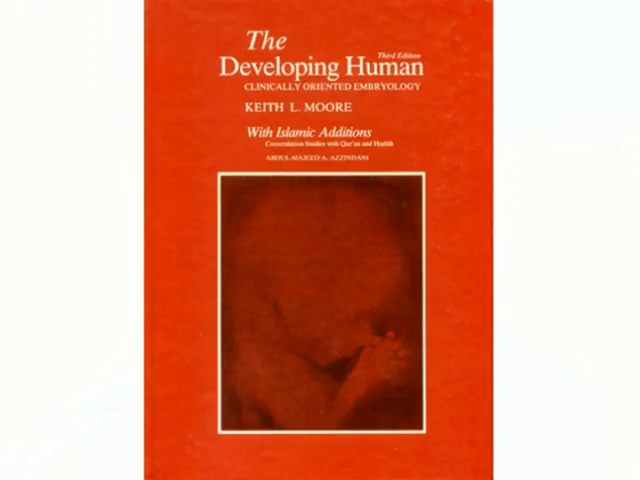 The
Third Edition
Developing Human
CLINICALLY ORIENTED EMBRYOLOGY
KEITH L. MOORE
With Islamic Additions
Correlation Studies with Qur'an and Hadith
ABDUL-MAJEED A. AZZINDANI